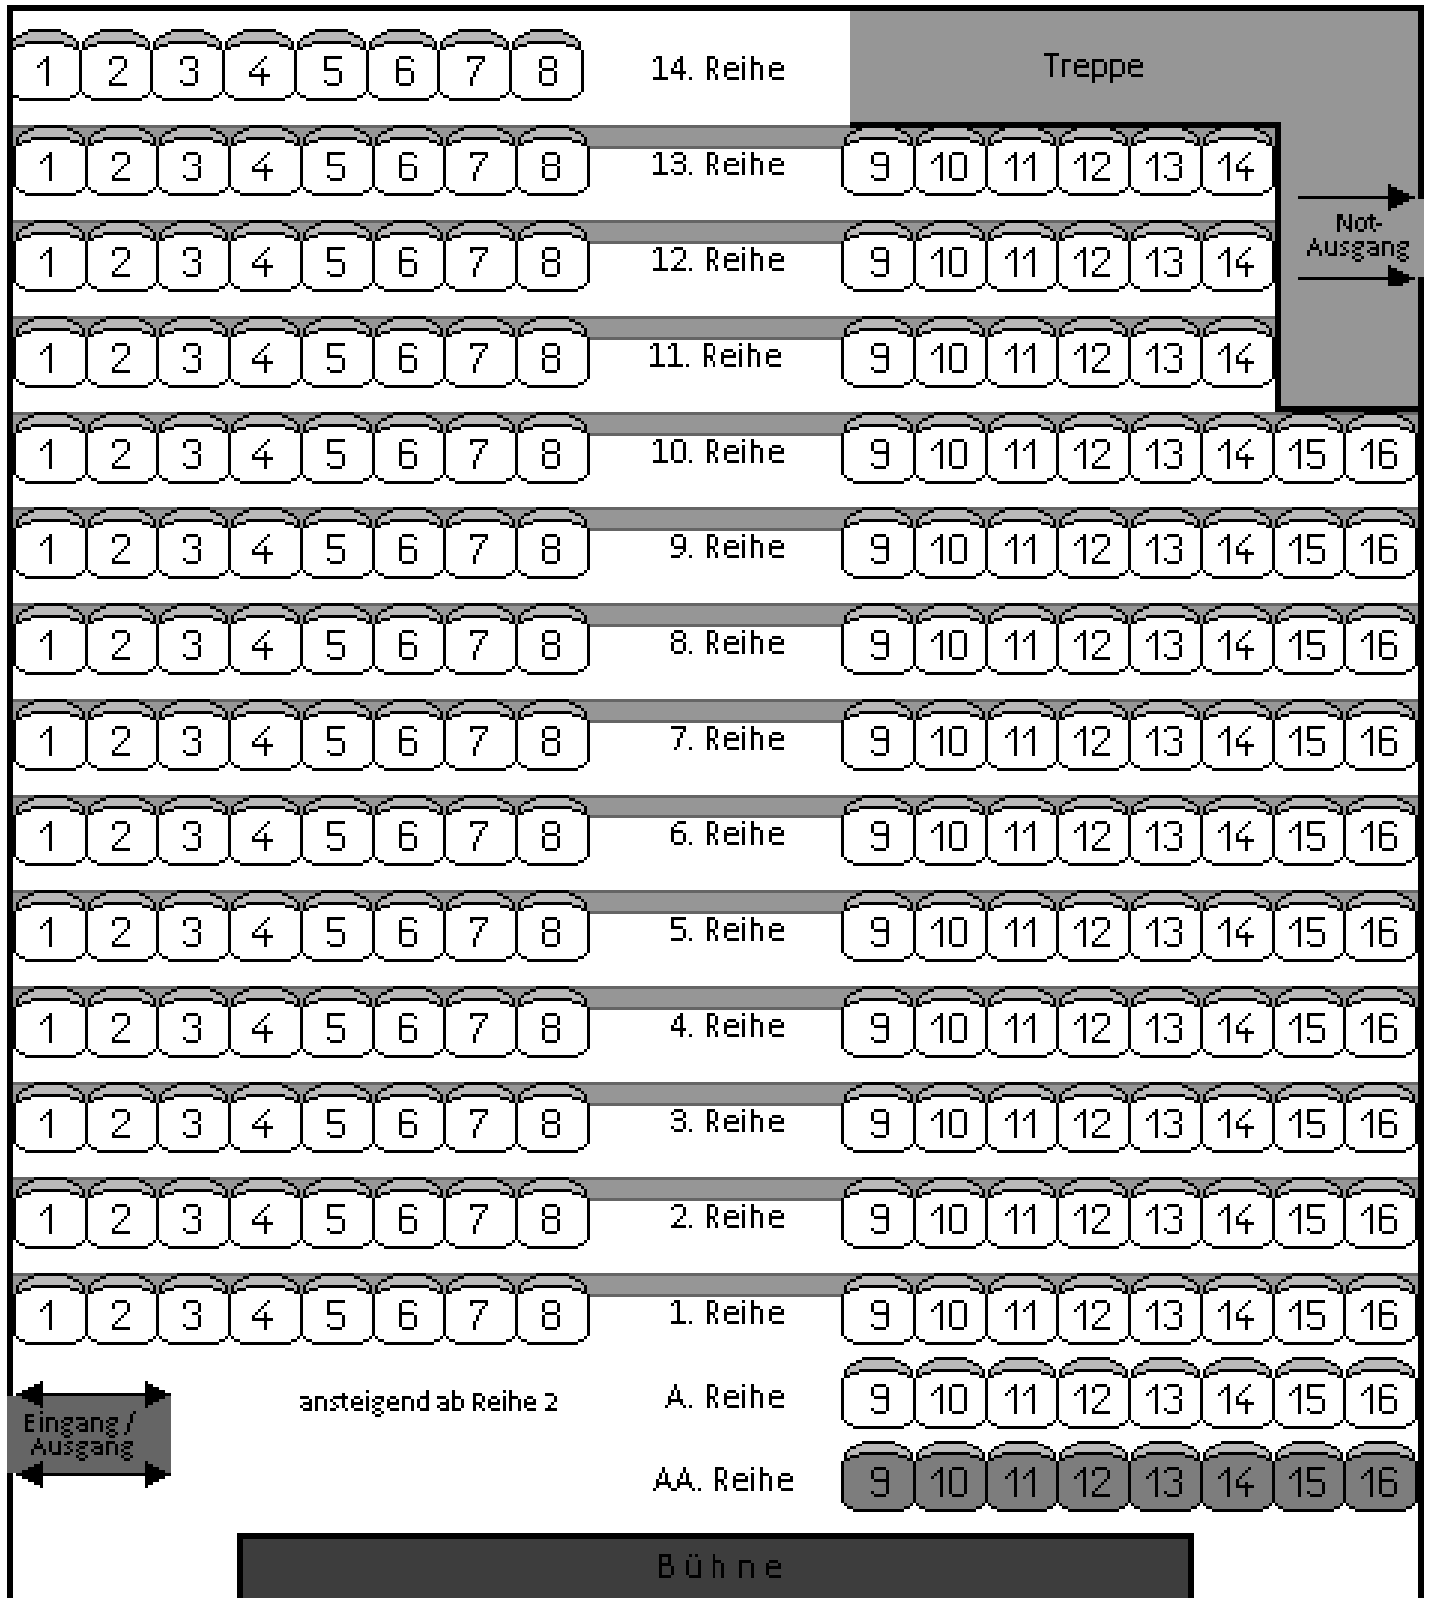 1 2 3 4 5 6 7 8 14. Reihe Treppe
1 2 3 4 5 6 7 8 13. Reihe 9 10 11 12 13 14
Not-
Ausgang
1 2 3 4 5 6 7 8 12. Reihe 9 10 11 12 13 14
1 2 3 4 5 6 7 8 11. Reihe 9 10 11 12 13 14
1 2 3 4 5 6 7 8 10. Reihe 9 10 11 12 13 14 15 16
1 2 3 4 5 6 7 8 9. Reihe 9 10 11 12 13 14 15 16
1 2 3 4 5 6 7 8 8. Reihe 9 10 11 12 13 14 15 16
1 2 3 4 5 6 7 8 7. Reihe 9 10 11 12 13 14 15 16
1 2 3 4 5 6 7 8 6. Reihe 9 10 11 12 13 14 15 16
1 2 3 4 5 6 7 8 5. Reihe 9 10 11 12 13 14 15 16
1 2 3 4 5 6 7 8 4. Reihe 9 10 11 12 13 14 15 16
1 2 3 4 5 6 7 8 3. Reihe 9 10 11 12 13 14 15 16
1 2 3 4 5 6 7 8 2. Reihe 9 10 11 12 13 14 15 16
1 2 3 4 5 6 7 8 1. Reihe 9 10 11 12 13 14 15 16
ansteigend ab Reihe 2 A. Reihe 9 10 11 12 13 14 15 16
Eingang /
Ausgang
AA. Reihe 9 10 11 12 13 14 15 16
Bühne